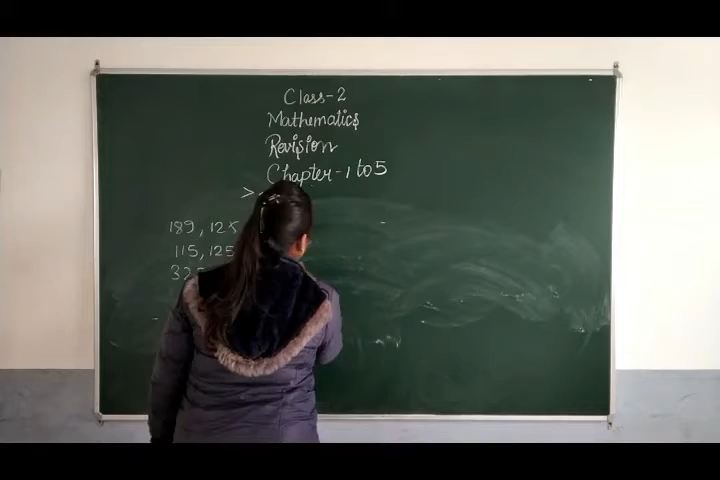 Class-2
Mathematics
Revision
Chapter-1 to 5
> =
189, 125
115, 125